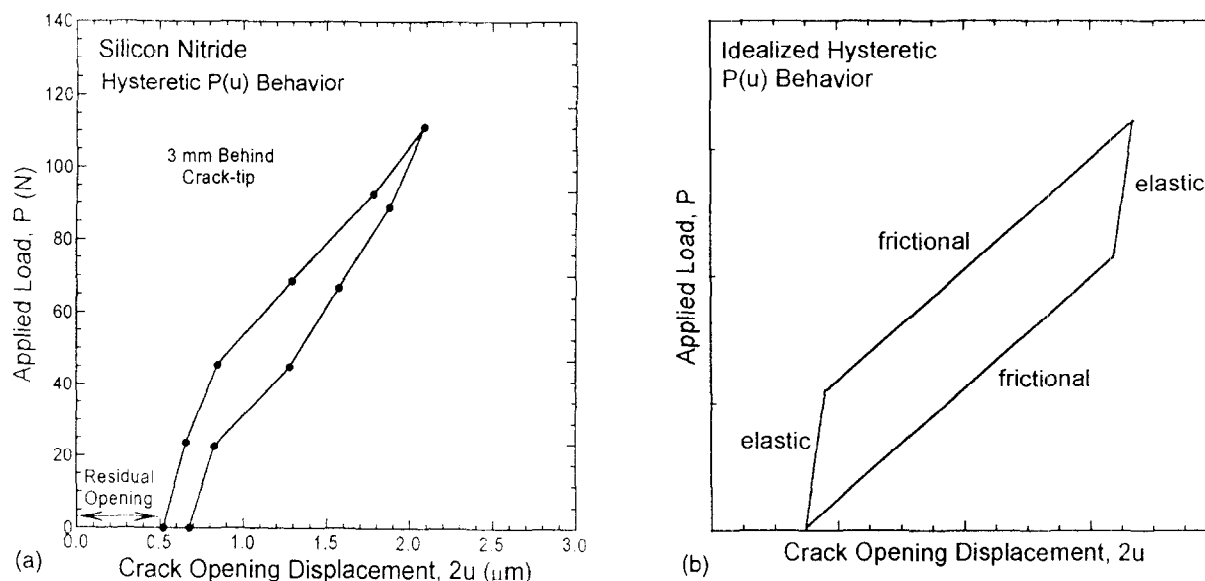 140
120
100
80
60
40
20
0
Applied Load, P (N)
Silicon Nitride
Hysteretic P(u) Behavior
3 mm Behind
Crack-tip
Residual
Opening
0.0 0.5 1.0 1.5 2.0 2.5 3.0
(a)
Crack Opening Displacement, 2u (μm)
Idealized Hysteretic
P(u) Behavior
Applied Load, P
elastic
frictional
frictional
elastic
(b)
Crack Opening Displacement, 2u